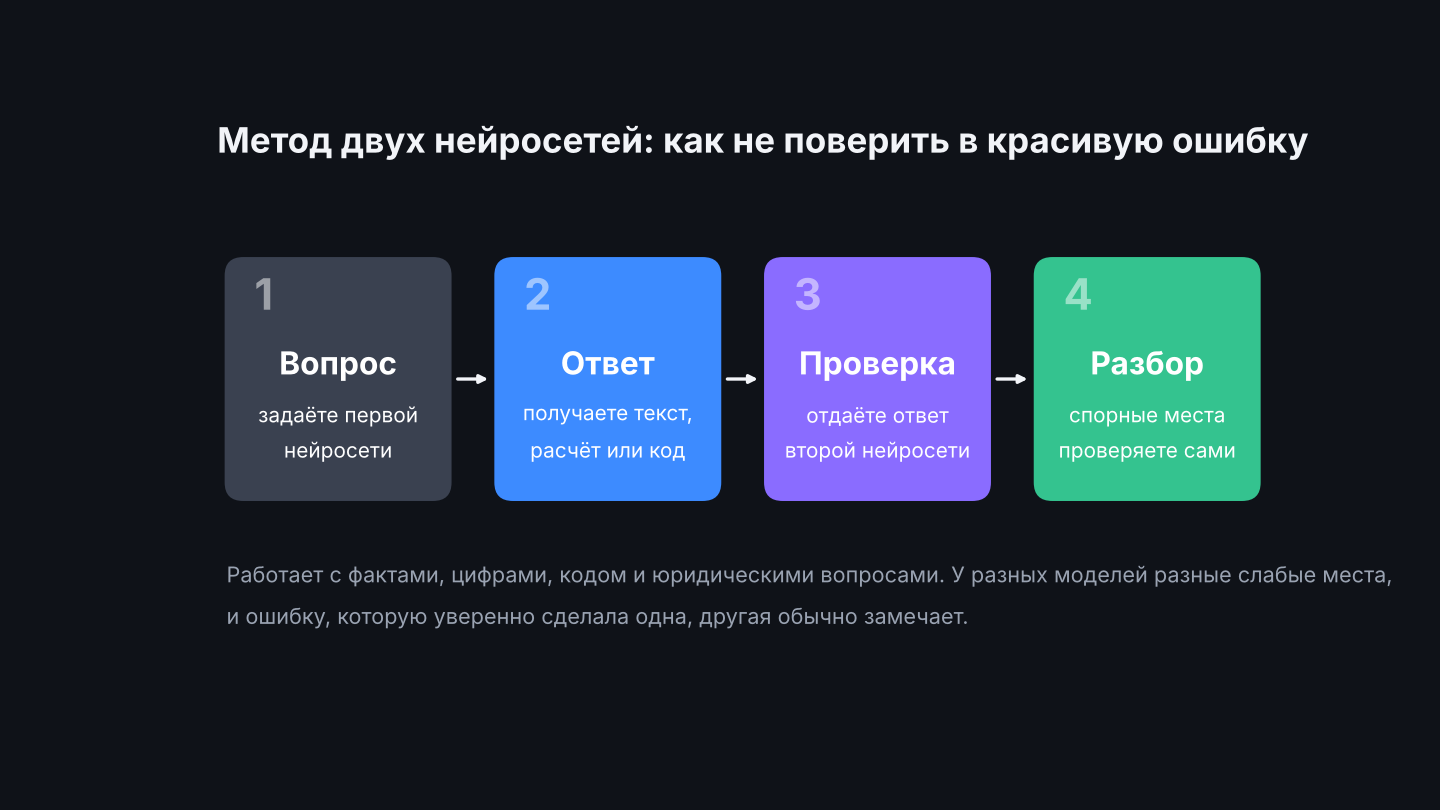 Метод двух нейросетей: как не поверить в красивую ошибку
1
Вопрос
задаёте первой
нейросети
2
Ответ
получаете текст,
расчёт или код
3
Проверка
отдаёте ответ
второй нейросети
4
Разбор
спорные места
проверяете сами
Работает с фактами, цифрами, кодом и юридическими вопросами. У разных моделей разные слабые места,
и ошибку, которую уверенно сделала одна, другая обычно замечает.